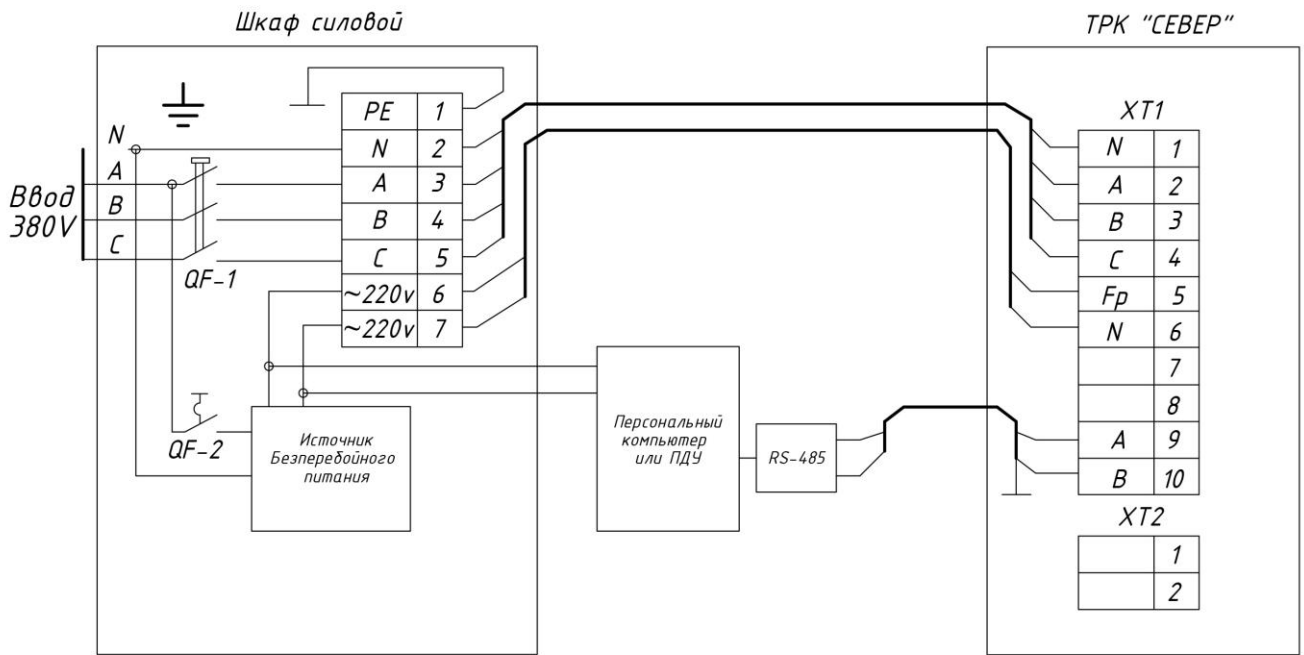 Шкаф силовой
ТРК "СЕВЕР"
PE 1
N 2
A 3
B 4
C 5
~220v 6
~220v 7
N
A
B
C
Ввод
380V
QF-1
QF-2
Источник
Безперебойного
питания
Персональный
компьютер
или ПДУ
RS-485
XT1
N 1
A 2
B 3
C 4
Fp 5
N 6
7
8
A 9
B 10
XT2
1
2